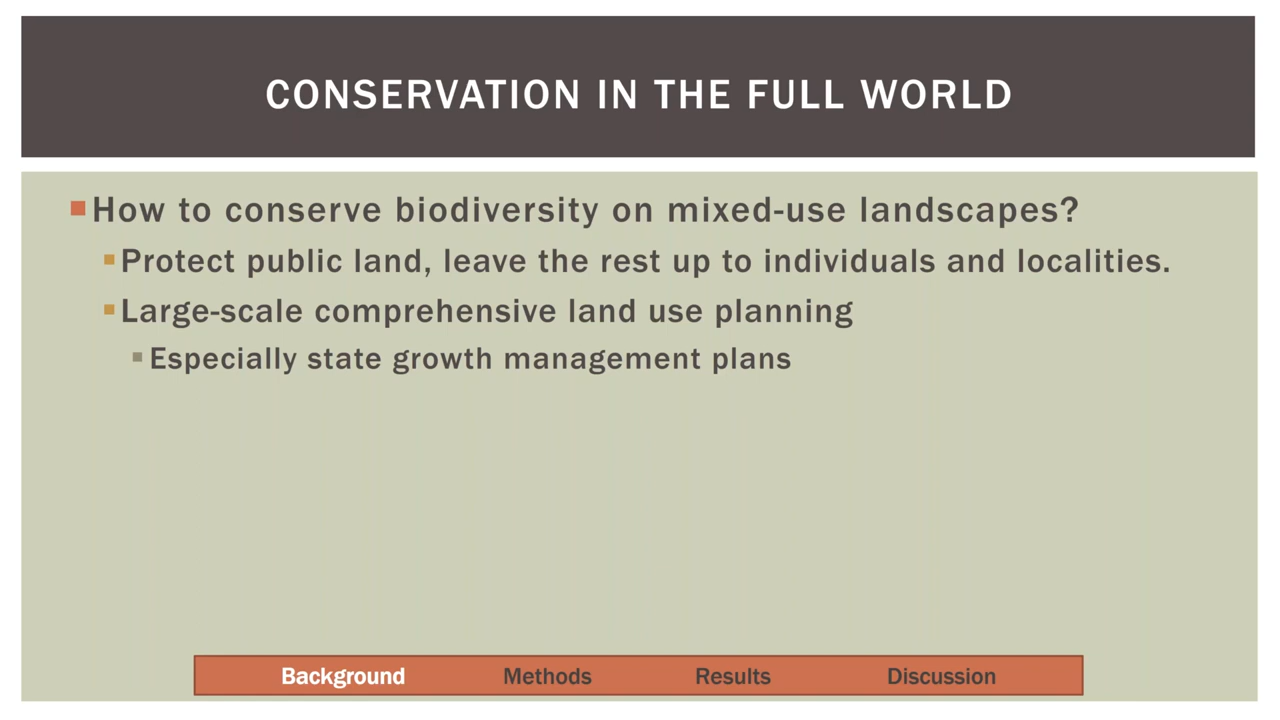 CONSERVATION IN THE FULL WORLD
How to conserve biodiversity on mixed-use landscapes?
Protect public land, leave the rest up to individuals and localities.
Large-scale comprehensive land use planning
Especially state growth management plans
Background Methods Results Discussion